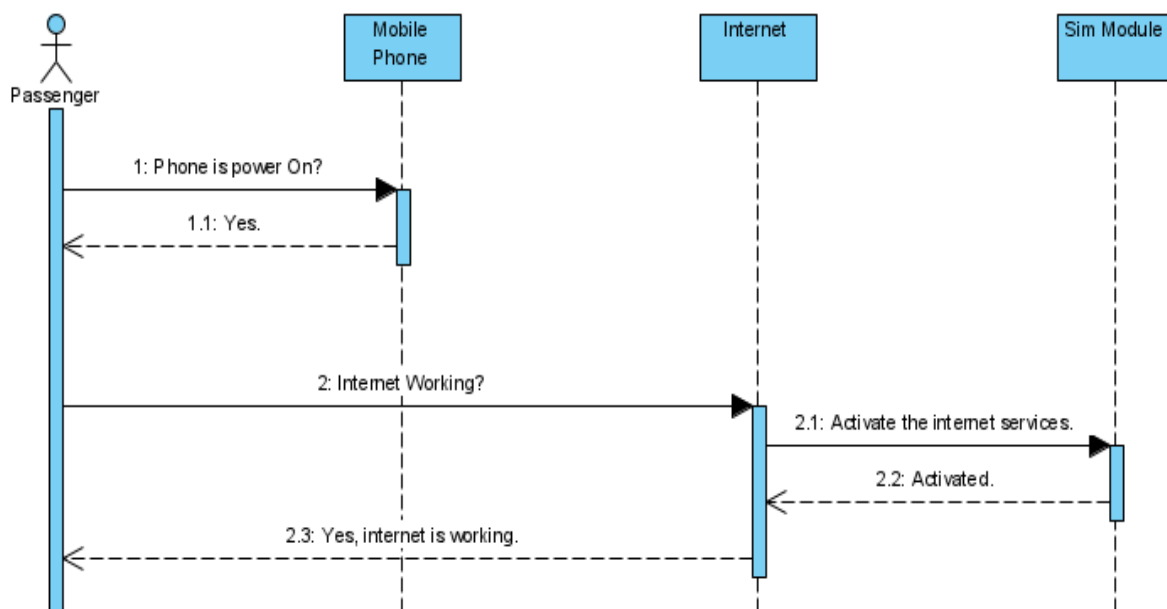 Mobile
Phone
Internet
Sim Module
Passenger
1: Phone is power On?
1.1: Yes.
2: Internet Working?
2.1: Activate the internet services.
2.2: Activated.
2.3: Yes, internet is working.